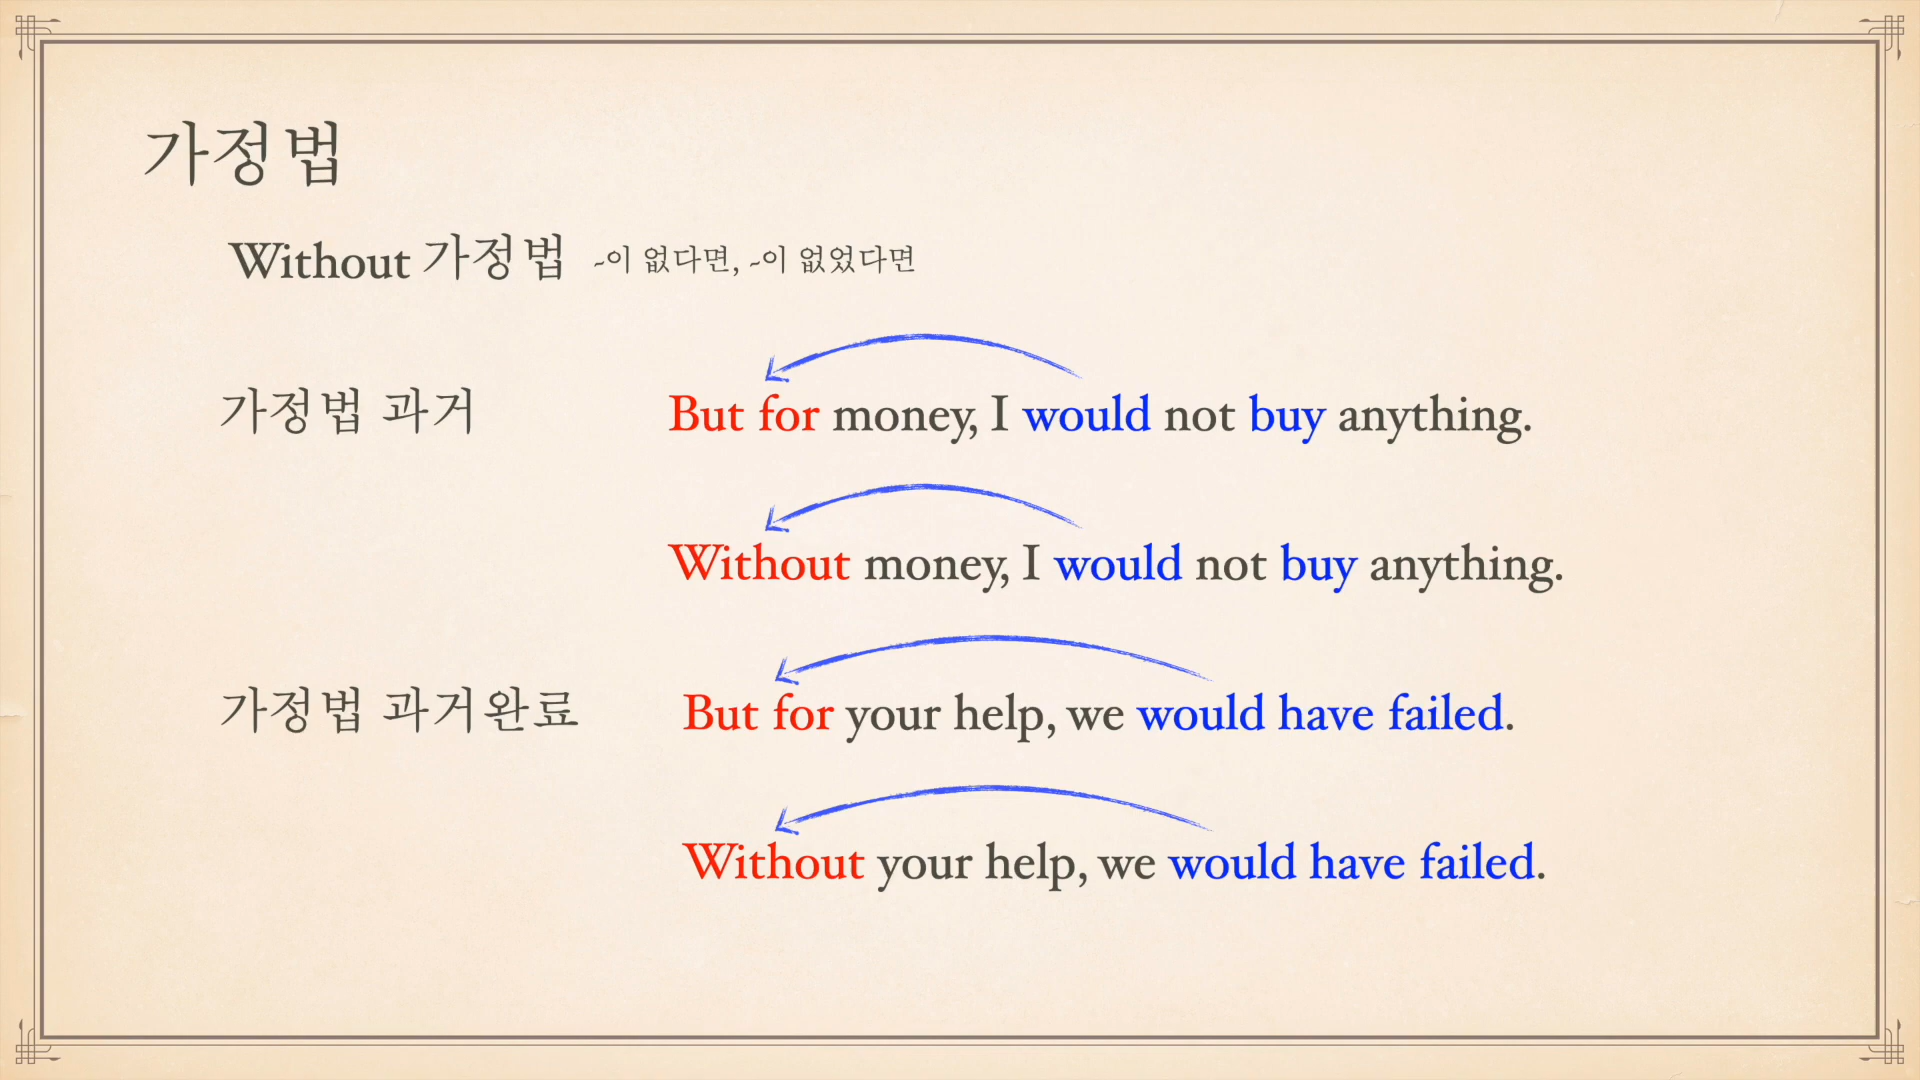 가정법
Without 가정법 ~이 없다면, ~이 없었다면
가정법 과거 But for money, I would not buy anything.
Without money, I would not buy anything.
가정법 과거완료 But for your help, we would have failed.
Without your help, we would have failed.